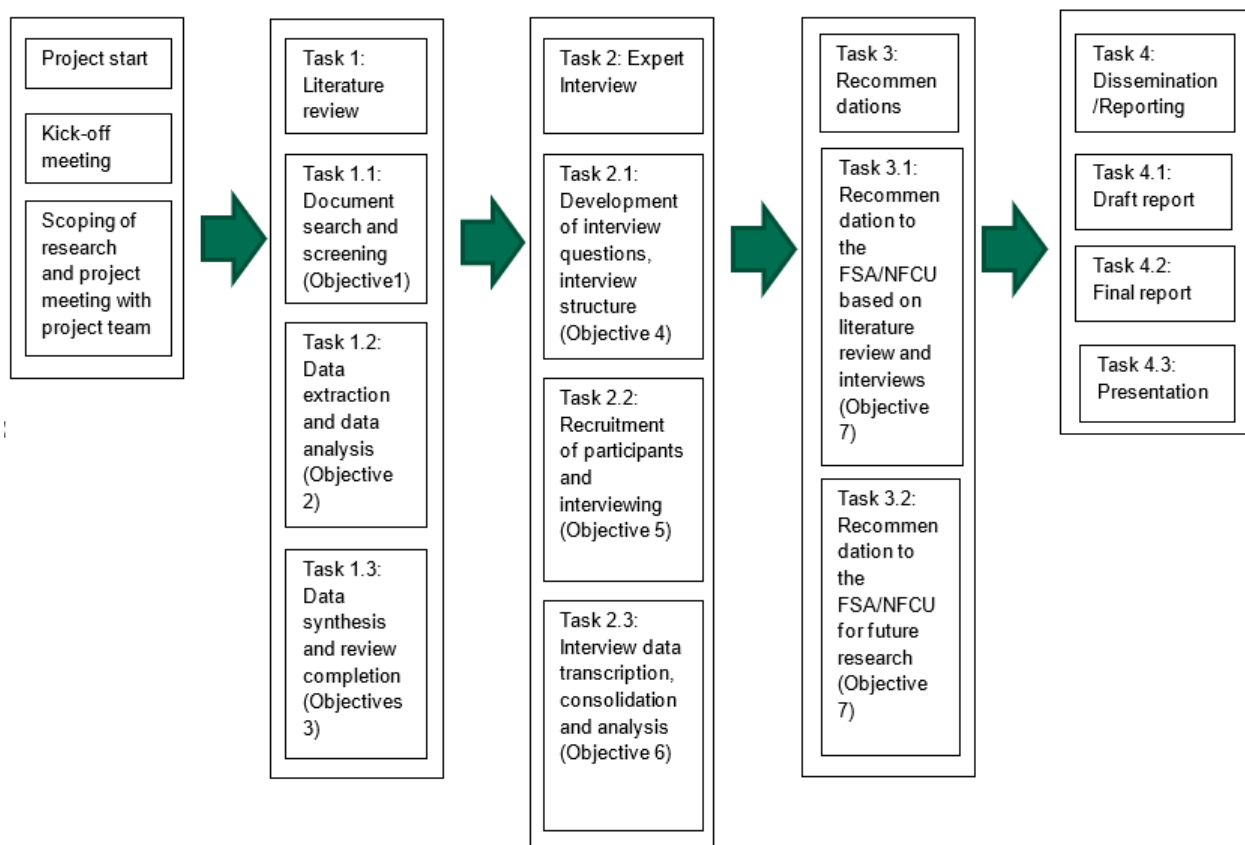 Project start
Kick-off
meeting
Scoping of
research
and project
meeting with
project team
Task 1:
Literature
review
Task 1.1:
Document
search and
screening
(Objective1)
Task 1.2:
Data
extraction
and data
analysis
(Objective
2)
Task 1.3:
Data
synthesis
and review
completion
(Objectives
3)
Task 2: Expert
Interview
Task 2.1:
Development
of interview
questions,
interview
structure
(Objective 4)
Task 2.2:
Recruitment
of participants
and
interviewing
(Objective 5)
Task 2.3:
Interview data
transcription,
consolidation
and analysis
(Objective 6)
Task 3:
Recommen
dations
Task 3.1:
Recommen
dation to
the
FSA/NFCU
based on
literature
review and
interviews
(Objective
7)
Task 3.2:
Recommen
dation to
the
FSA/NFCU
for future
research
(Objective
7)
Task 4:
Dissemination
/Reporting
Task 4.1:
Draft report
Task 4.2:
Final report
Task 4.3:
Presentation